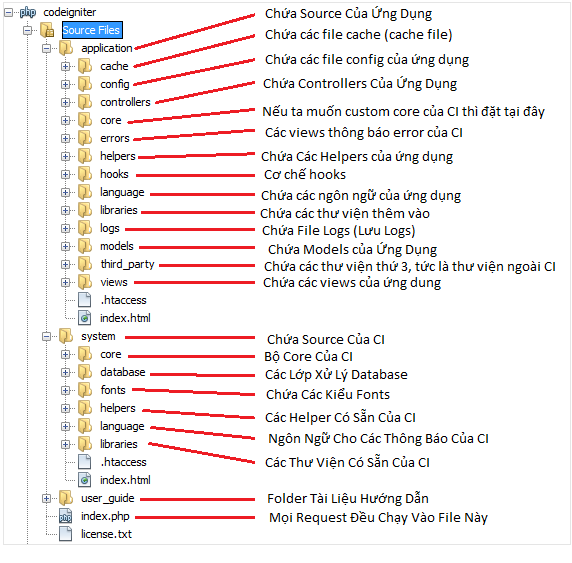 php codeigniter
Source Files
application Chứa Source Của Ứng Dụng
cache Chứa các file cache (cache file)
config Chứa các file config của ứng dụng
controllers Chứa Controllers Của Ứng Dụng
core Nếu ta muốn custom core của CI thì đặt tại đây
errors Các views thông báo error của CI
helpers Chứa Các Helpers của ứng dụng
hooks Cơ chế hooks
language Chứa các ngôn ngữ của ứng dụng
libraries Chứa các thư viện thêm vào
logs Chứa File Logs (Lưu Logs)
models Chứa Models của Ứng Dụng
third_party Chứa các thư viện thứ 3, tức là thư viện ngoài CI
views Chứa các views của ứng dung
.htaccess
index.html
system Chứa Source Của CI
core Bộ Core Của CI
database Các Lớp Xử Lý Database
fonts Chứa Các Kiểu Fonts
helpers Các Helper Có Sẵn Của CI
language Ngôn Ngữ Cho Các Thông Báo Của CI
libraries Các Thư Viện Có Sẵn Của CI
.htaccess
index.html
user_guide Folder Tài Liệu Hướng Dẫn
index.php Mọi Request Đều Chạy Vào File Này
license.txt